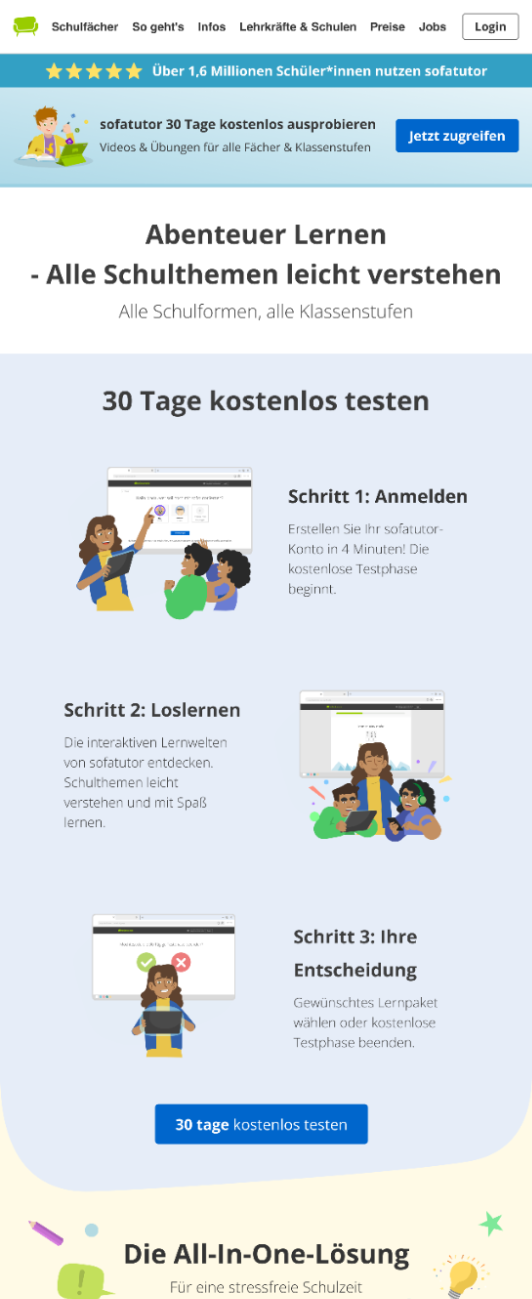 Schulfächer So geht's Infos Lehrkräfte & Schulen Preise Jobs Login
Über 1,6 Millionen Schüler*innen nutzen sofatutor
sofatutor 30 Tage kostenlos ausprobieren
Videos & Übungen für alle Fächer & Klassenstufen
Jetzt zugreifen
Abenteuer Lernen
- Alle Schulthemen leicht verstehen
Alle Schulformen, alle Klassenstufen
30 Tage kostenlos testen
Schritt 1: Anmelden
Erstellen Sie Ihr sofatutor-
Konto in 4 Minuten! Die
kostenlose Testphase
beginnt.
Schritt 2: Loslernen
Die interaktiven Lernwelten
von sofatutor entdecken.
Schulthemen leicht
verstehen und mit Spaß
lernen.
Schritt 3: Ihre
Entscheidung
Gewünschtes Lernpaket
wählen oder kostenlose
Testphase beenden.
30 tage kostenlos testen
Die All-In-One-Lösung
Für eine stressfreie Schulzeit